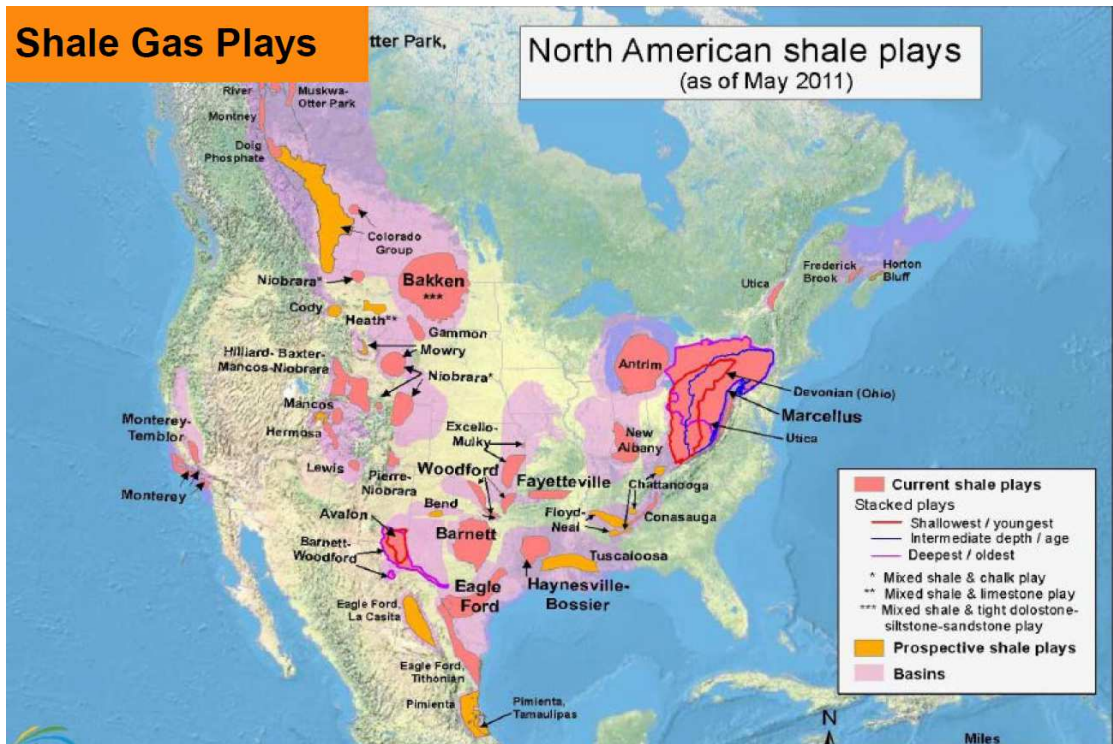 Shale Gas Plays
tter Park,
North American shale plays
(as of May 2011)
River
Muskwa-
Otter Park
Montney
Doig
Phosphate
Colorado
Group
Niobrara*
Bakken
***
Cody
Heath**
Gammon
Mowry
Hilliard- Baxter-
Mancos-Niobrara
Niobrara*
Mancos
Hermosa
Monterey-
Temblor
Monterey
Lewis
Pierre-
Niobrara
Excello-
Mulky
Woodford
Fayetteville
New
Albany
Antrim
Utica
Frederick
Brook
Horton
Bluff
Devonian (Ohio)
Marcellus
Utica
Chattanooga
Conasauga
Floyd-
Neal
Tuscaloosa
Bend
Avalon
Barnett
Barnett-
Woodford
Haynesville-
Bossier
Eagle
Ford
Eagle Ford,
La Casita
Eagle Ford,
Tithonian
Pimienta
Pimienta,
Tamaulipas
Current shale plays
Stacked plays
Shallowest / youngest
Intermediate depth / age
Deepest / oldest
* Mixed shale & chalk play
** Mixed shale & limestone play
*** Mixed shale & tight dolostone-
siltstone-sandstone play
Prospective shale plays
Basins
N
Miles